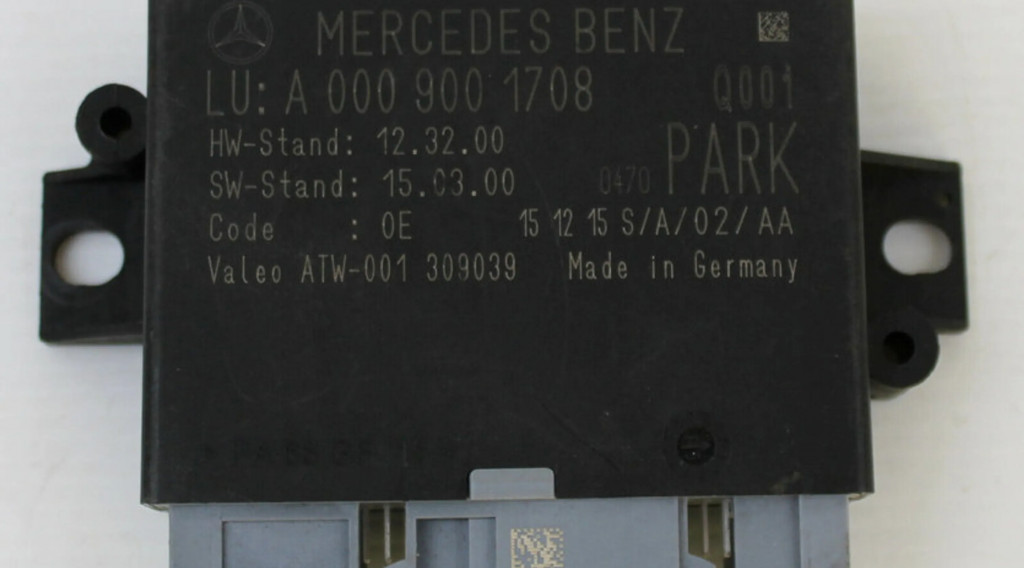 MERCEDES BENZ
LU: A 000 900 1708 Q001
HW-Stand: 12.32.00
SW-Stand: 15.03.00 0470 PARK
Code : 0E 15 12 15 S/A/02/AA
Valeo ATW-001 309039 Made in Germany